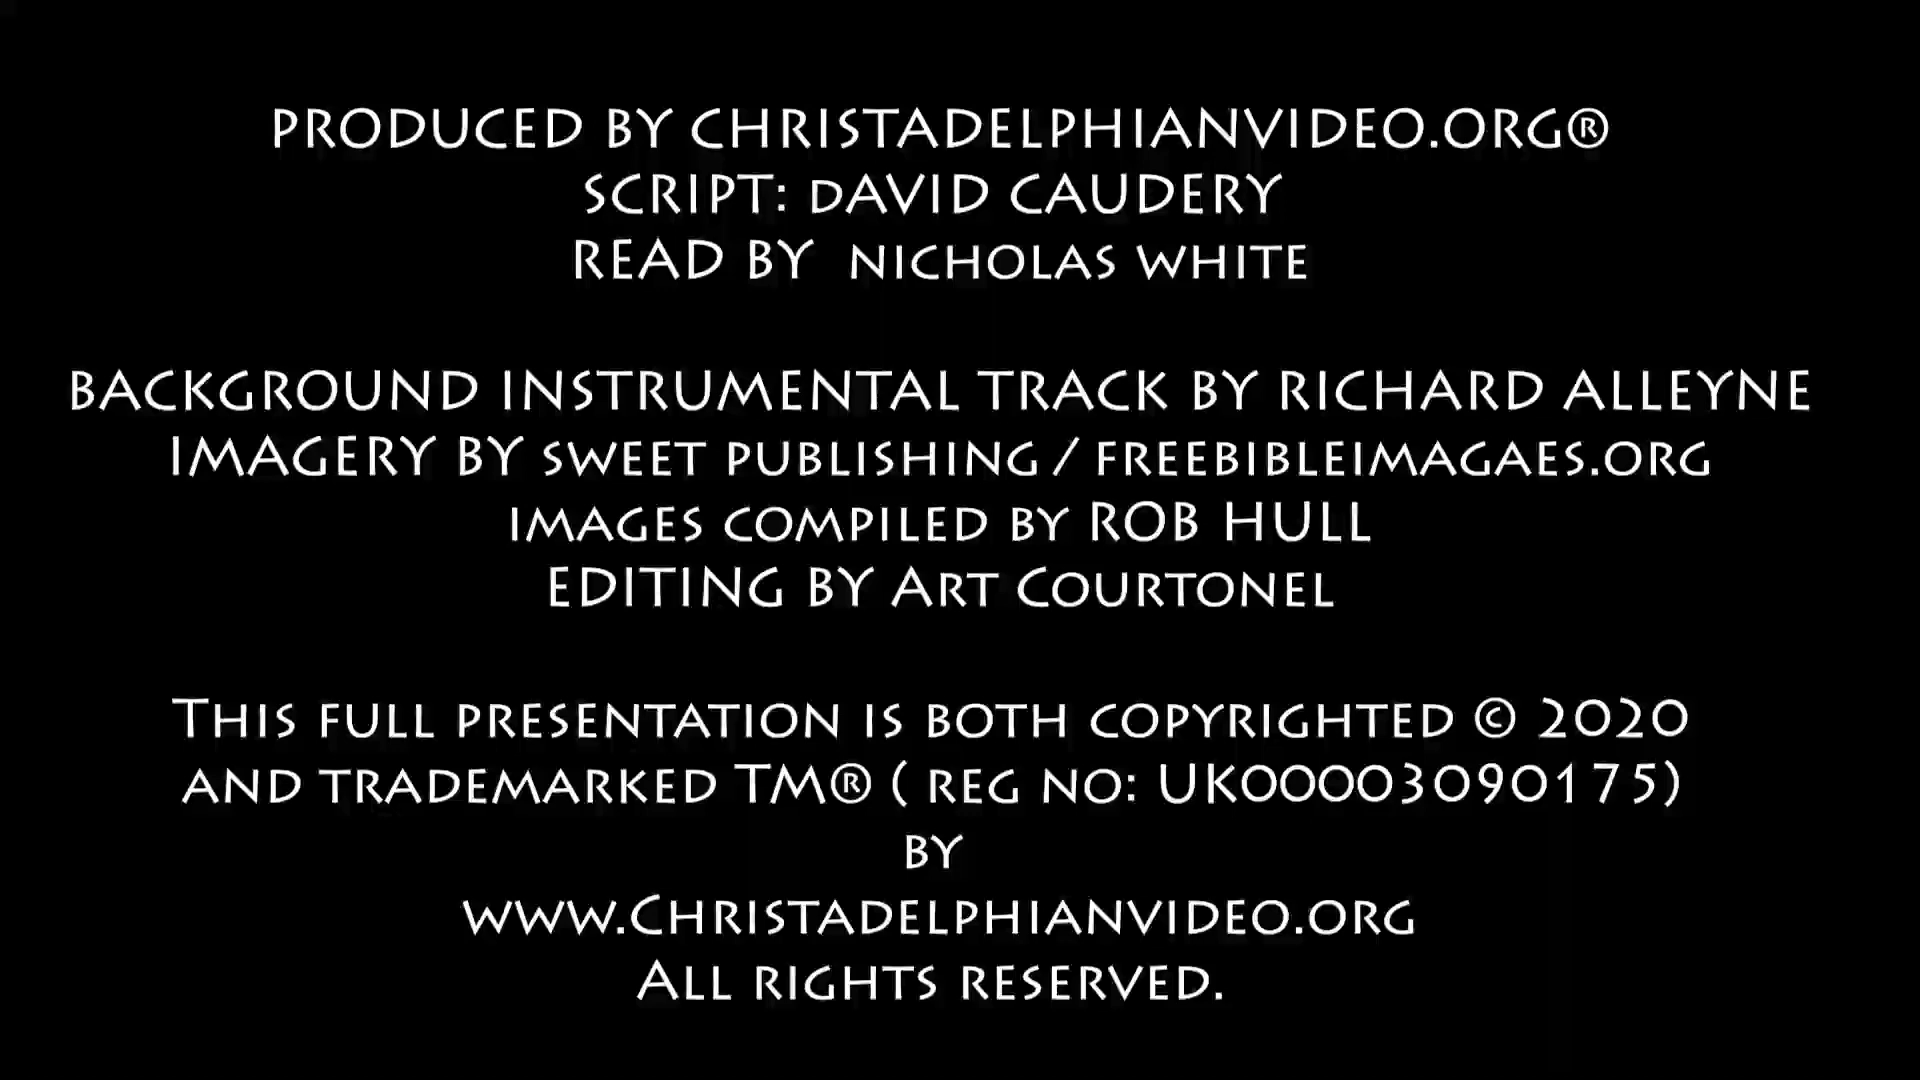 PRODUCED BY CHRISTADELPHIANVIDEO.ORG®
SCRIPT: DAVID CAUDERY
READ BY NICHOLAS WHITE
BACKGROUND INSTRUMENTAL TRACK BY RICHARD ALLEYNE
IMAGERY BY SWEET PUBLISHING / FREEBIBLEIMAGAES.ORG
IMAGES COMPILED BY ROB HULL
EDITING BY ART COURTONEL
THIS FULL PRESENTATION IS BOTH COPYRIGHTED © 2020
AND TRADEMARKED TM® ( REG NO: UK00003090175)
BY
WWW.CHRISTADELPHIANVIDEO.ORG
ALL RIGHTS RESERVED.